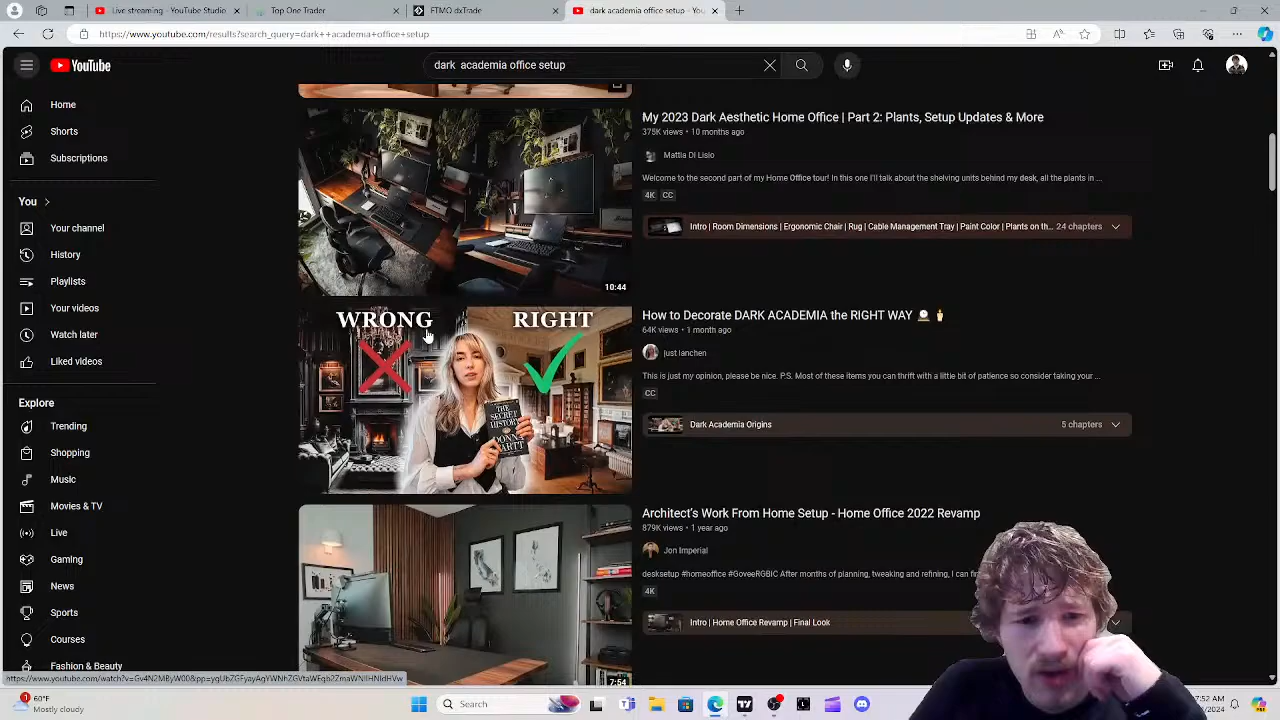 Live streaming - YouTube Studio
Top One Trader
FTMO dxTrade
dark academia office setup - You
https://www.youtube.com/results?search_query=dark++academia+office+setup
YouTube
dark  academia office setup
Home
Shorts
Subscriptions
You
Your channel
History
Playlists
Your videos
Watch later
Liked videos
Explore
Trending
Shopping
Music
Movies & TV
Live
Gaming
News
Sports
Courses
Fashion & Beauty
10:44
My 2023 Dark Aesthetic Home Office | Part 2: Plants, Setup Updates & More
375K views • 10 months ago
Mattia Di Lisio
Welcome to the second part of my Home Office tour! In this one I'll talk about the shelving units behind my desk, all the plants in ...
4K CC
Intro | Room Dimensions | Ergonomic Chair | Rug | Cable Management Tray | Paint Color | Plants on th... 24 chapters
WRONG RIGHT
THE SECRET HISTORY DONNA TARTT
How to Decorate DARK ACADEMIA the RIGHT WAY
64K views • 1 month ago
just lanchen
This is just my opinion, please be nice. P.S. Most of these items you can thrift with a little bit of patience so consider taking your ...
CC
Dark Academia Origins 5 chapters
7:54
Architect's Work From Home Setup - Home Office 2022 Revamp
879K views • 1 year ago
Jon Imperial
desksetup #homeoffice #GoveeRGBIC After months of planning, tweaking and refining, I can fin
4K
Intro | Home Office Revamp | Final Look
1
60°F
Mostly cloudy
Search